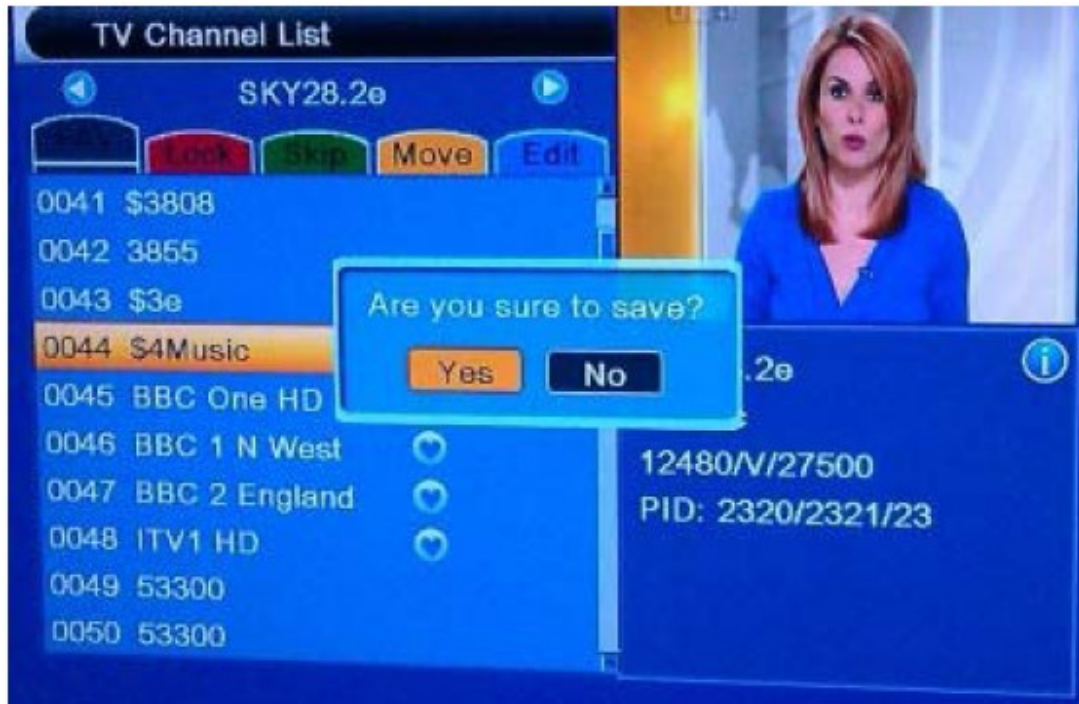 TV Channel List
SKY28.2e
FAV Lock Skip Move Edit
0041 $3808
0042 3855
0043 $3e
0044 $4Music
0045 BBC One HD
0046 BBC 1 N West
0047 BBC 2 England
0048 ITV1 HD
0049 53300
0050 53300
Are you sure to save?
Yes No
.2e
12480/V/27500
PID: 2320/2321/23